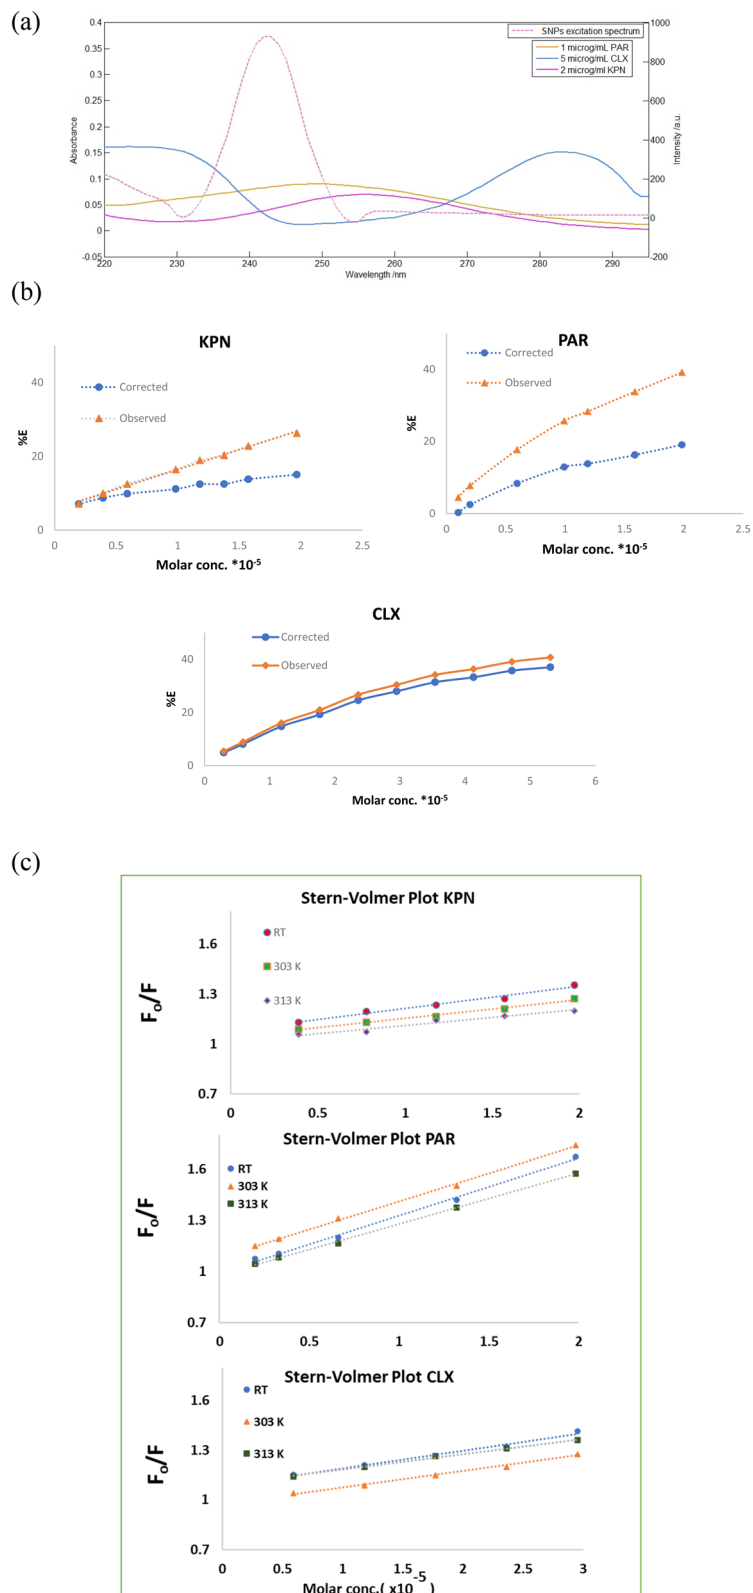 (a)
0.4
0.35
0.3
0.25
0.2
0.15
0.1
0.05
0
-0.05
Absorbance
1000
800
600
400
200
0
-200
Intensity /a.u.
SNPs excitation spectrum
1 microg/mL PAR
5 microg/mL CLX
2 microg/ml KPN
220 230 240 250 260 270 280 290
Wavelength /nm
(b)
KPN
Corrected
Observed
%E
40
20
0
0 0.5 1 1.5 2 2.5
Molar conc. *10-5
PAR
Corrected
Observed
%E
40
20
0
0 0.5 1 1.5 2 2.5
Molar conc. *10-5
CLX
Corrected
Observed
%E
40
20
0
0 1 2 3 4 5 6
Molar conc. *10-5
(c)
Stern-Volmer Plot KPN
RT
303 K
313 K
Fo/F
1.6
1.3
1
0.7
0 0.5 1 1.5 2
Stern-Volmer Plot PAR
RT
303 K
313 K
Fo/F
1.6
1.3
1
0.7
0 0.5 1 1.5 2
Stern-Volmer Plot CLX
RT
303 K
313 K
Fo/F
1.6
1.3
1
0.7
0 0.5 1 1.5 2 2.5 3
Molar conc.( x10-5 )